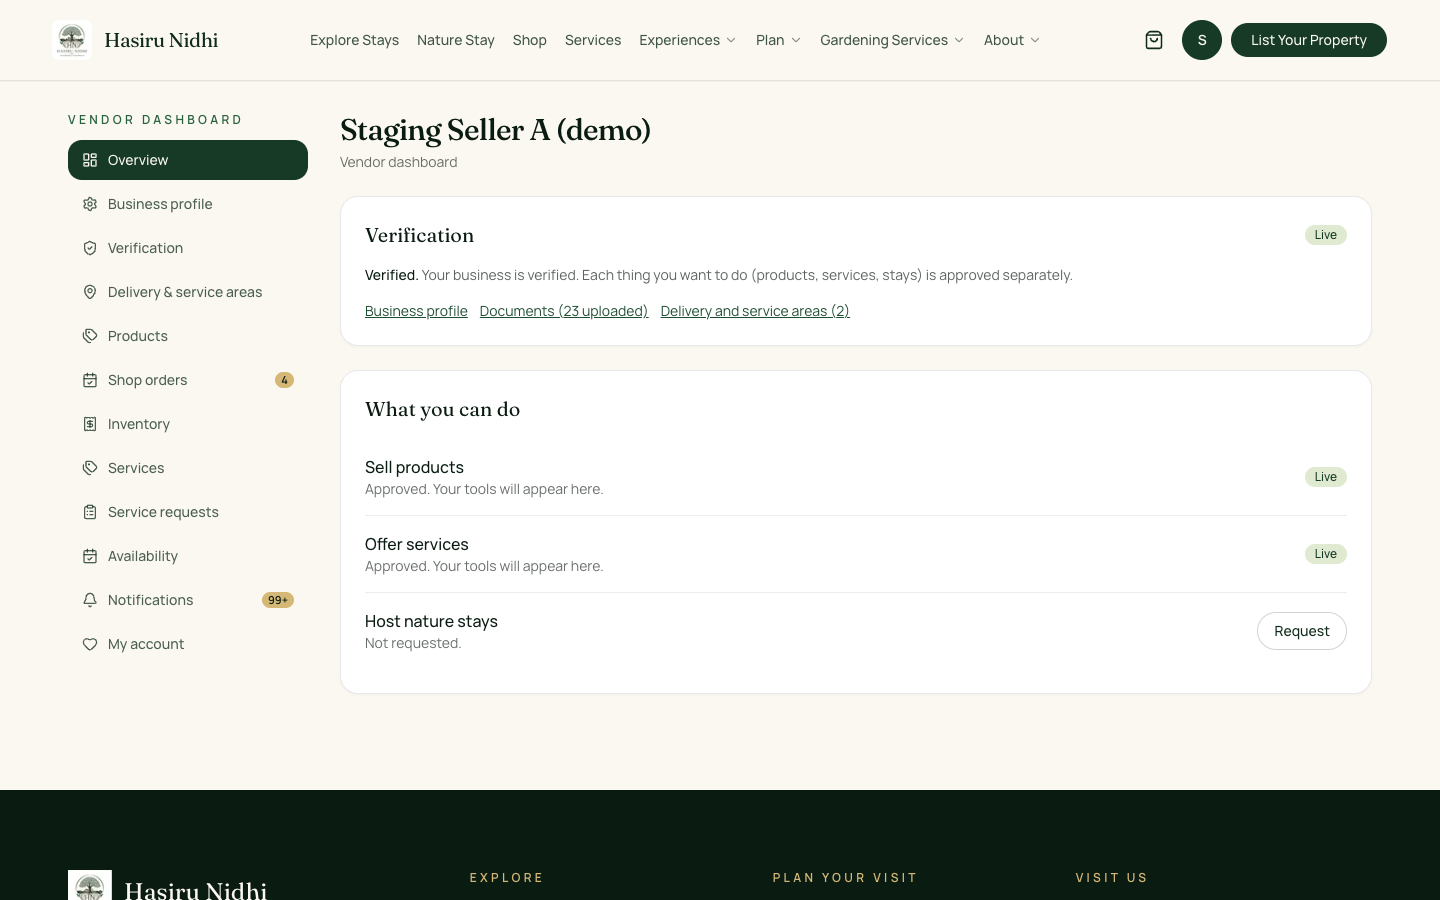 Hasiru Nidhi
Explore Stays
Nature Stay
Shop
Services
Experiences
Plan
Gardening Services
About
S
List Your Property
VENDOR DASHBOARD
Overview
Business profile
Verification
Delivery & service areas
Products
Shop orders
4
Inventory
Services
Service requests
Availability
Notifications
99+
My account
Staging Seller A (demo)
Vendor dashboard
Verification
Live
Verified. Your business is verified. Each thing you want to do (products, services, stays) is approved separately.
Business profile
Documents (23 uploaded)
Delivery and service areas (2)
What you can do
Sell products
Approved. Your tools will appear here.
Live
Offer services
Approved. Your tools will appear here.
Live
Host nature stays
Not requested.
Request
Hasiru Nidhi
EXPLORE
PLAN YOUR VISIT
VISIT US